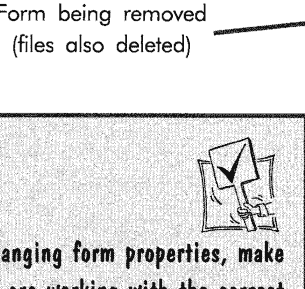 Form being removed
(files also deleted)
anging form properties, make
are working with the correct